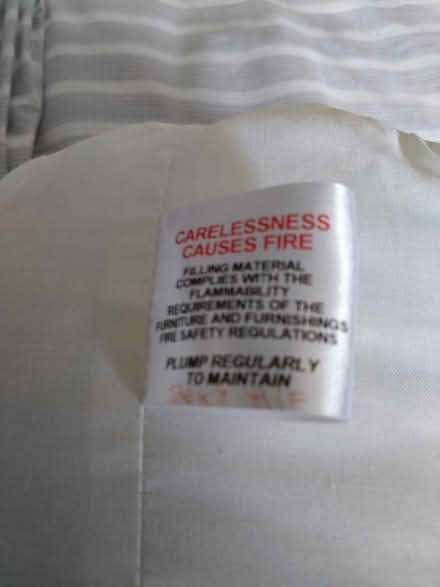 CARELESSNESS
CAUSES FIRE
FILLING MATERIAL
COMPLIES WITH THE
FLAMMABILITY
REQUIREMENTS OF THE
FURNITURE AND FURNISHINGS
FIRE SAFETY REGULATIONS
PLUMP REGULARLY
TO MAINTAIN